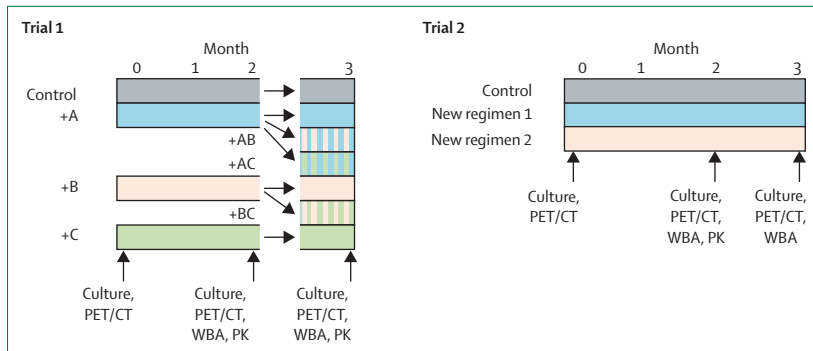 Trial 1
Month
0 1 2 3
Control
+A
+AB
+AC
+B
+BC
+C
Culture,
PET/CT
Culture,
PET/CT,
WBA, PK
Culture,
PET/CT,
WBA, PK
Trial 2
Month
0 1 2 3
Control
New regimen 1
New regimen 2
Culture,
PET/CT
Culture,
PET/CT,
WBA, PK
Culture,
PET/CT,
WBA